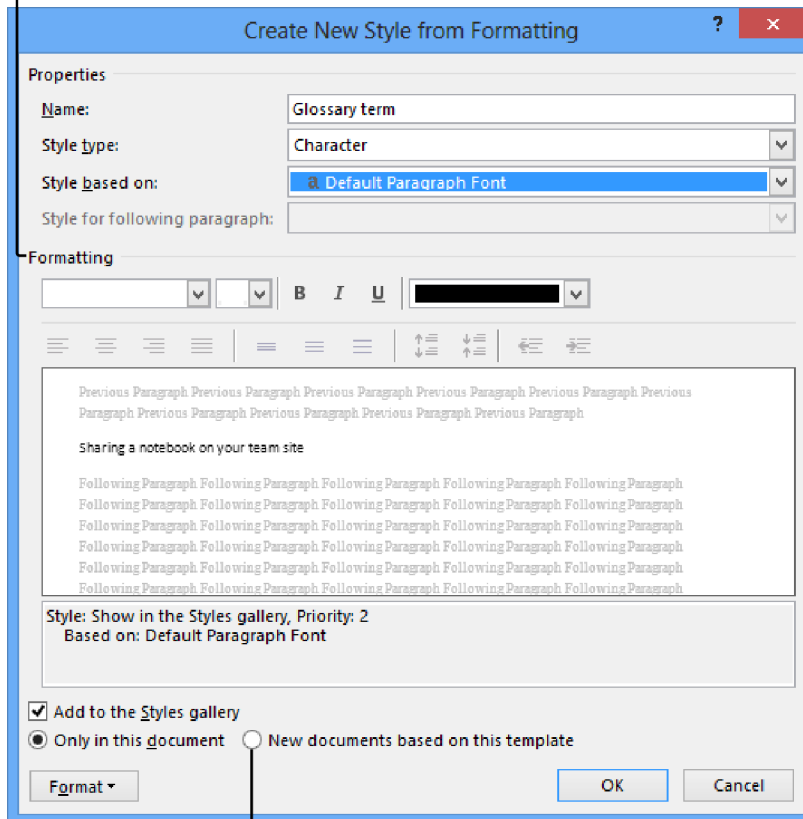 Create New Style from Formatting ?
Properties
Name: Glossary term
Style type: Character
Style based on: a Default Paragraph Font
Style for following paragraph:
Formatting
B I U
Previous Paragraph Previous Paragraph Previous Paragraph Previous Paragraph Previous Paragraph Previous
Paragraph Previous Paragraph Previous Paragraph Previous Paragraph Previous Paragraph
Sharing a notebook on your team site
Following Paragraph Following Paragraph Following Paragraph Following Paragraph Following Paragraph
Following Paragraph Following Paragraph Following Paragraph Following Paragraph Following Paragraph
Following Paragraph Following Paragraph Following Paragraph Following Paragraph Following Paragraph
Following Paragraph Following Paragraph Following Paragraph Following Paragraph Following Paragraph
Following Paragraph Following Paragraph Following Paragraph Following Paragraph Following Paragraph
Following Paragraph Following Paragraph Following Paragraph Following Paragraph Following Paragraph
Style: Show in the Styles gallery, Priority: 2
Based on: Default Paragraph Font
Add to the Styles gallery
Only in this document New documents based on this template
Format OK Cancel